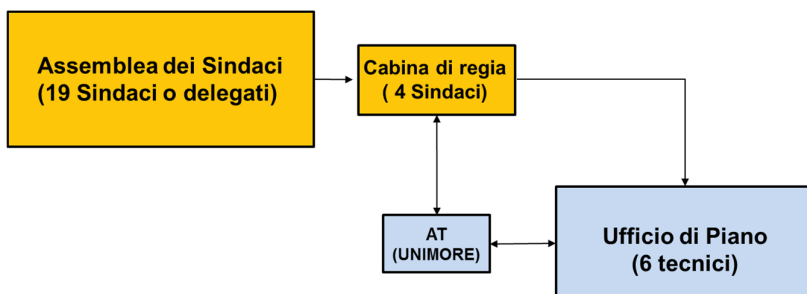 Assemblea dei Sindaci
(19 Sindaci o delegati)
Cabina di regia
( 4 Sindaci)
AT
(UNIMORE)
Ufficio di Piano
(6 tecnici)